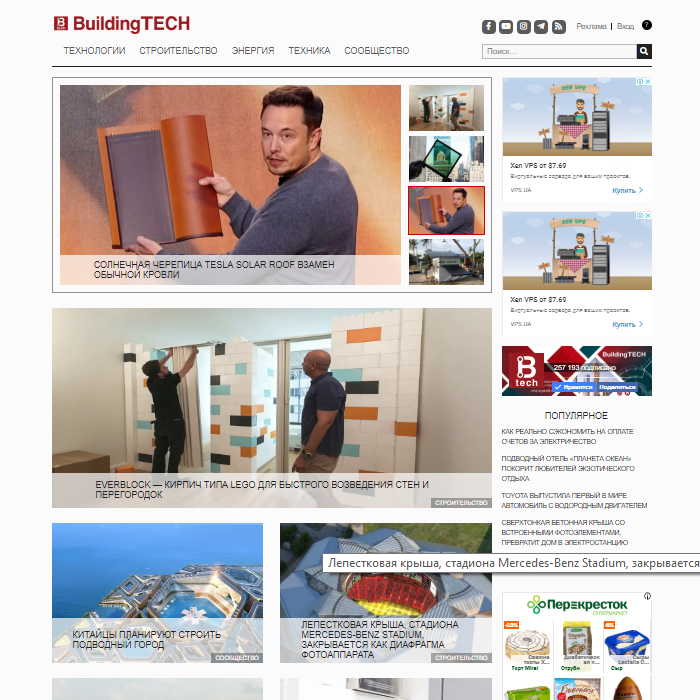 BuildingTECH
Реклама | Вход ?
ТЕХНОЛОГИИ СТРОИТЕЛЬСТВО ЭНЕРГИЯ ТЕХНИКА СООБЩЕСТВО
Поиск...
СОЛНЕЧНАЯ ЧЕРЕПИЦА TESLA SOLAR ROOF ВЗАМЕН
ОБЫЧНОЙ КРОВЛИ
XEN VPS
Xen VPS от $7.69
Виртуальные сервера для ваших проектов.
VPS.UA Купить
XEN VPS
Xen VPS от $7.69
Виртуальные сервера для ваших проектов.
VPS.UA Купить
EVERBLOCK — КИРПИЧ ТИПА LEGO ДЛЯ БЫСТРОГО ВОЗВЕДЕНИЯ СТЕН И
ПЕРЕГОРОДОК
СТРОИТЕЛЬСТВО
BuildingTECH
B tech
257 193 подписано
Нравится Поделиться
ПОПУЛЯРНОЕ
КАК РЕАЛЬНО СЭКОНОМИТЬ НА ОПЛАТЕ
СЧЕТОВ ЗА ЭЛЕКТРИЧЕСТВО
ПОДВОДНЫЙ ОТЕЛЬ «ПЛАНЕТА ОКЕАН»
ПОКОРИТ ЛЮБИТЕЛЕЙ ЭКЗОТИЧЕСКОГО
ОТДЫХА
TOYOTA ВЫПУСТИЛА ПЕРВЫЙ В МИРЕ
АВТОМОБИЛЬ С ВОДОРОДНЫМ ДВИГАТЕЛЕМ
СВЕРХТОНКАЯ БЕТОННАЯ КРЫША СО
ВСТРОЕННЫМИ ФОТОЭЛЕМЕНТАМИ,
ПРЕВРАТИТ ДОМ В ЭЛЕКТРОСТАНЦИЮ
Лепестковая крыша, стадиона Mercedes-Benz Stadium, закрывается
КИТАЙЦЫ ПЛАНИРУЮТ СТРОИТЬ
ПОДВОДНЫЙ ГОРОД
СООБЩЕСТВО
ЛЕПЕСТКОВАЯ КРЫША, СТАДИОНА
MERCEDES-BENZ STADIUM,
ЗАКРЫВАЕТСЯ КАК ДИАФРАГМА
ФОТОАППАРАТА
СТРОИТЕЛЬСТВО
Перекресток
СУПЕРМАРКЕТ
Торт Mirel
Отруби
Сыр